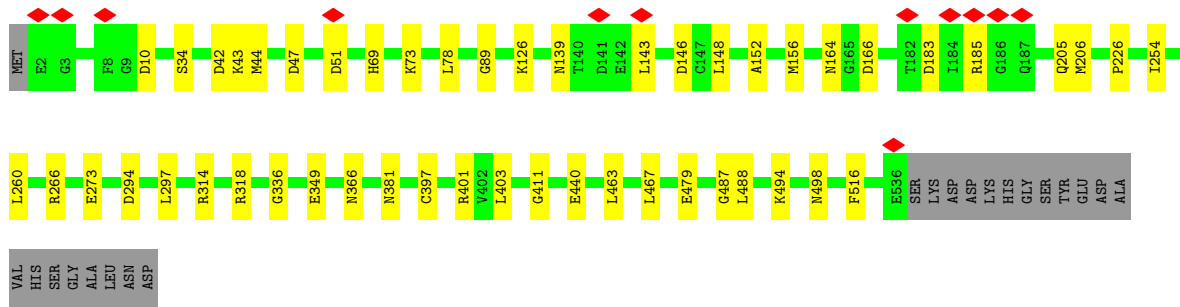 MET E2 G3 F8 G9 D10 S34 D42 K43 M44 D47 D51 H69 K73 L78 G89 K126 N139 T140 D141 E142 L143 D146 C147 L148 A152 M156 N164 G165 D166 T182 D183 I184 R185 G186 Q187 Q205 M206 P226 I254
L260 R266 E273 D294 L297 R314 R318 G336 E349 N366 N381 C397 R401 V402 L403 G411 E440 L463 L467 E479 G487 L488 K494 N498 F516 E536 SER LYS ASP ASP LYS HIS GLY SER TYR GLU ASP ALA
VAL HIS SER GLY ALA LEU ASN ASP